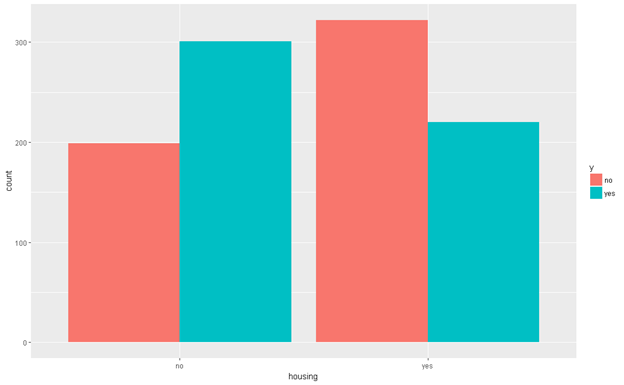 300
200
100
0
count
no
yes
housing
y
no
yes